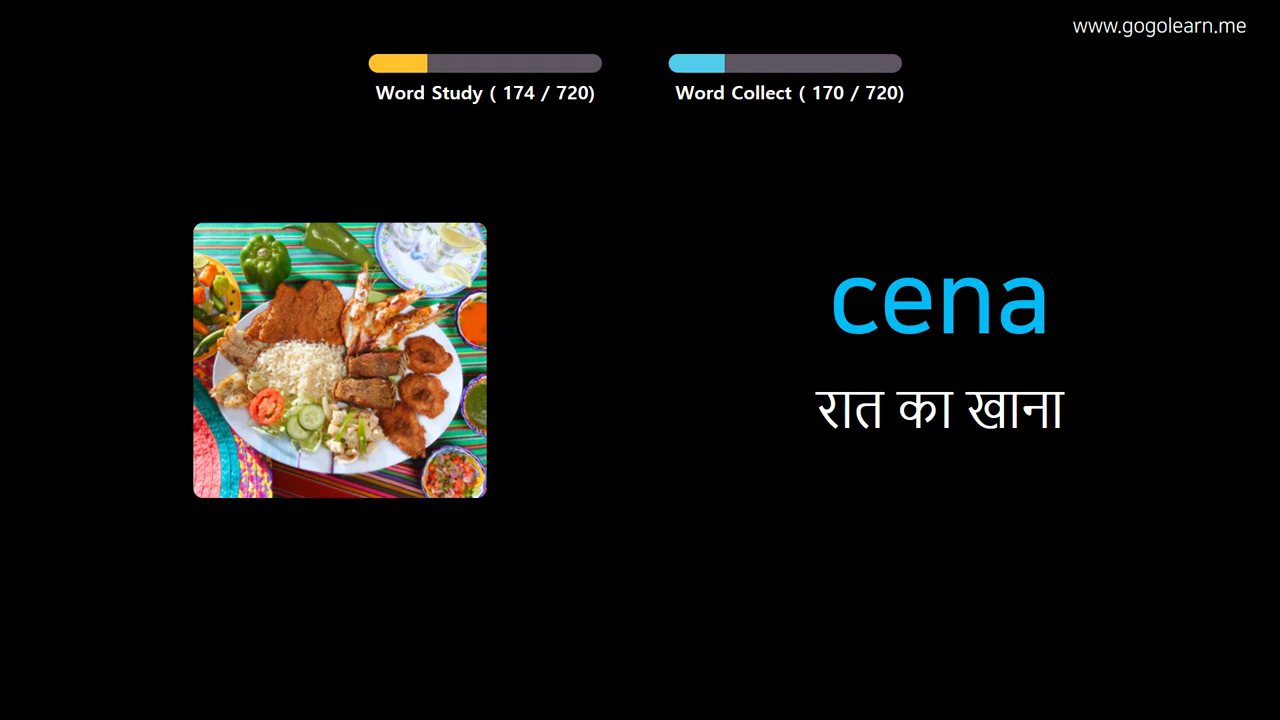 www.gogolearn.me
Word Study ( 174 / 720)
Word Collect ( 170 / 720)
cena
रात का खाना